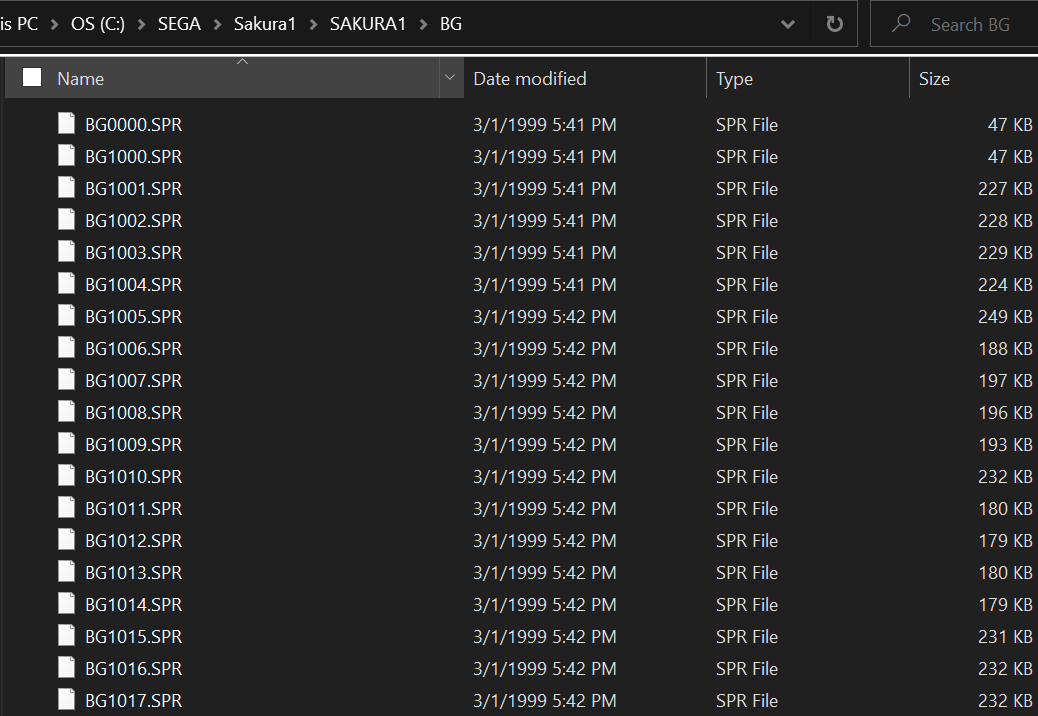 is PC > OS (C:) > SEGA > Sakura1 > SAKURA1 > BG Search BG
Name Date modified Type Size
BG0000.SPR 3/1/1999 5:41 PM SPR File 47 KB
BG1000.SPR 3/1/1999 5:41 PM SPR File 47 KB
BG1001.SPR 3/1/1999 5:41 PM SPR File 227 KB
BG1002.SPR 3/1/1999 5:41 PM SPR File 228 KB
BG1003.SPR 3/1/1999 5:41 PM SPR File 229 KB
BG1004.SPR 3/1/1999 5:41 PM SPR File 224 KB
BG1005.SPR 3/1/1999 5:42 PM SPR File 249 KB
BG1006.SPR 3/1/1999 5:42 PM SPR File 188 KB
BG1007.SPR 3/1/1999 5:42 PM SPR File 197 KB
BG1008.SPR 3/1/1999 5:42 PM SPR File 196 KB
BG1009.SPR 3/1/1999 5:42 PM SPR File 193 KB
BG1010.SPR 3/1/1999 5:42 PM SPR File 232 KB
BG1011.SPR 3/1/1999 5:42 PM SPR File 180 KB
BG1012.SPR 3/1/1999 5:42 PM SPR File 179 KB
BG1013.SPR 3/1/1999 5:42 PM SPR File 180 KB
BG1014.SPR 3/1/1999 5:42 PM SPR File 179 KB
BG1015.SPR 3/1/1999 5:42 PM SPR File 231 KB
BG1016.SPR 3/1/1999 5:42 PM SPR File 232 KB
BG1017.SPR 3/1/1999 5:42 PM SPR File 232 KB